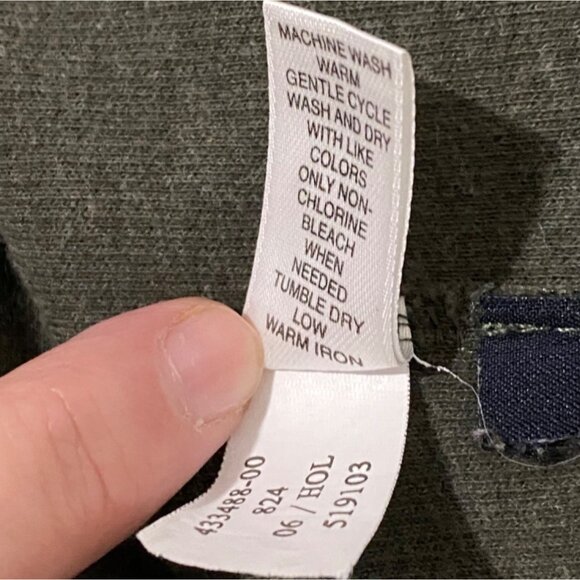 MACHINE WASH
WARM
GENTLE CYCLE
WASH AND DRY
WITH LIKE
COLORS
ONLY NON-
CHLORINE
BLEACH
WHEN
NEEDED
TUMBLE DRY
LOW
WARM IRON
433488-00
824
06 / HOL
519103